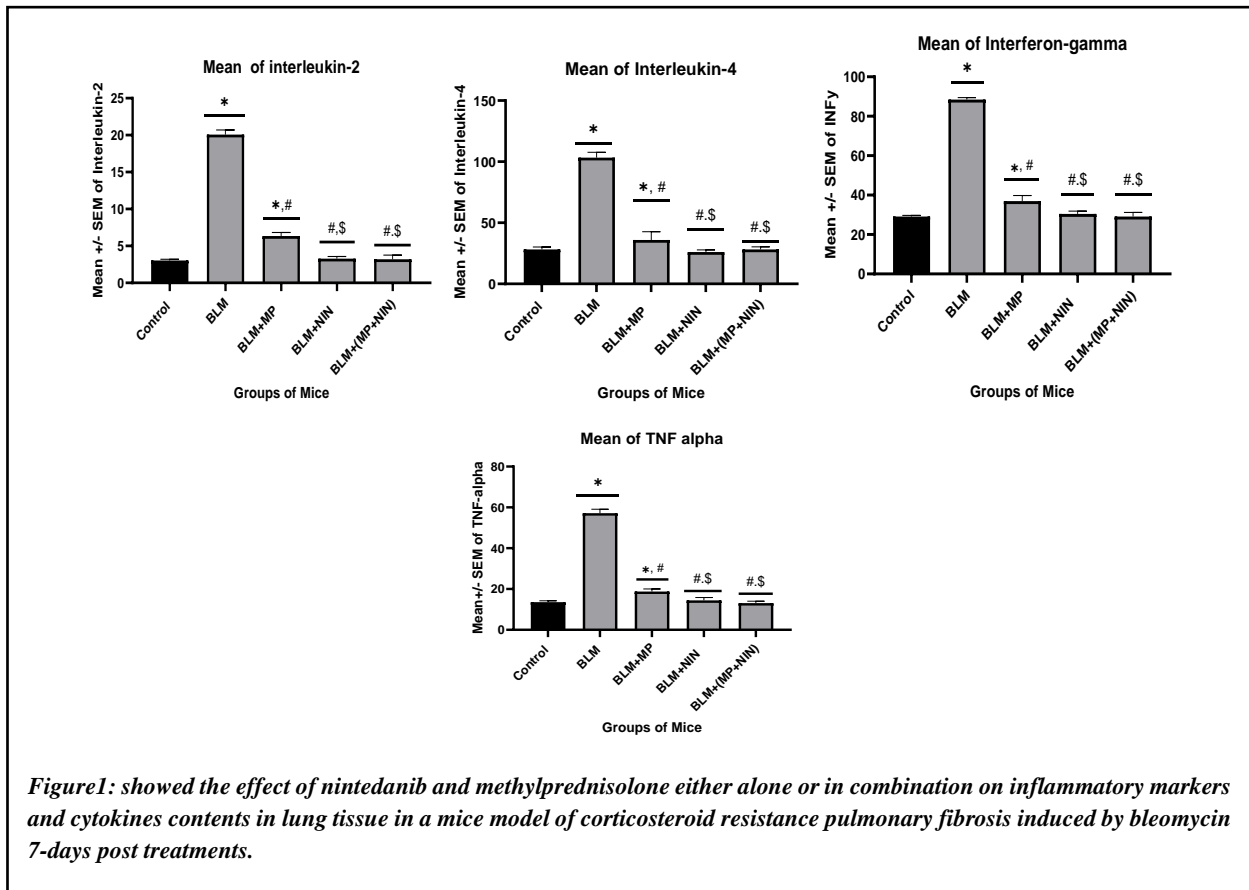 Mean of interleukin-2
Mean +/- SEM of Interleukin-2
25
20
15
10
5
0
*
*,#
#,$
#.$
Control
BLM
BLM+MP
BLM+NIN
BLM+(MP+NIN)
Groups of Mice
Mean of Interleukin-4
Mean +/- SEM of Interleukin-4
150
100
50
0
*
*, #
#.$
#.$
Control
BLM
BLM+MP
BLM+NIN
BLM+(MP+NIN)
Groups of Mice
Mean of Interferon-gamma
Mean +/- SEM of INFy
100
80
60
40
20
0
*
*, #
#.$
#.$
Control
BLM
BLM+MP
BLM+NIN
BLM+(MP+NIN)
Groups of Mice
Mean of TNF alpha
Mean+/- SEM of TNF-alpha
80
60
40
20
0
*
*, #
#.$
#.$
Control
BLM
BLM+MP
BLM+NIN
BLM+(MP+NIN)
Groups of Mice
Figure1: showed the effect of nintedanib and methylprednisolone either alone or in combination on inflammatory markers
and cytokines contents in lung tissue in a mice model of corticosteroid resistance pulmonary fibrosis induced by bleomycin
7-days post treatments.